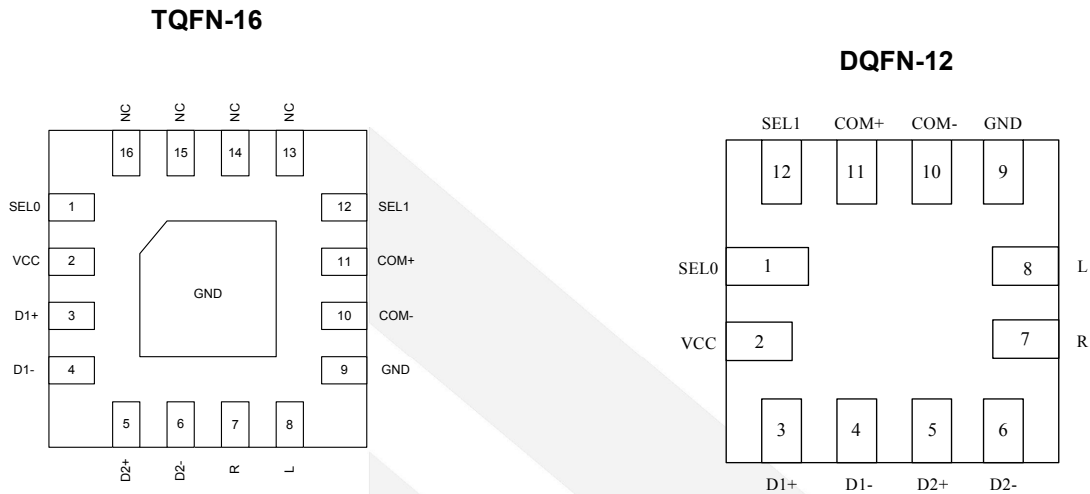 TQFN-16
NC NC NC NC
16 15 14 13
SEL0 1 12 SEL1
VCC 2 11 COM+
GND
D1+ 3 10 COM-
D1- 4 9 GND
5 6 7 8
D2+ D2- R L
DQFN-12
SEL1 COM+ COM- GND
12 11 10 9
SEL0 1 8 L
VCC 2 7 R
3 4 5 6
D1+ D1- D2+ D2-